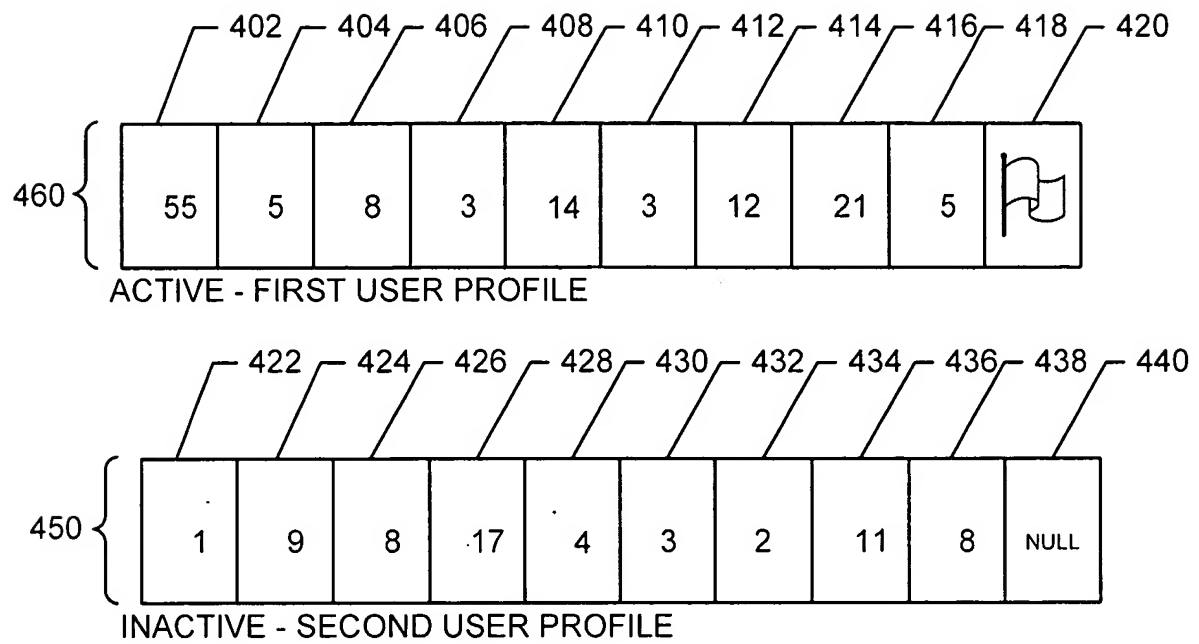 402 404 406 408 410 412 414 416 418 420
460 55 5 8 3 14 3 12 21 5
ACTIVE - FIRST USER PROFILE
422 424 426 428 430 432 434 436 438 440
450 1 9 8 17 4 3 2 11 8 NULL
INACTIVE - SECOND USER PROFILE